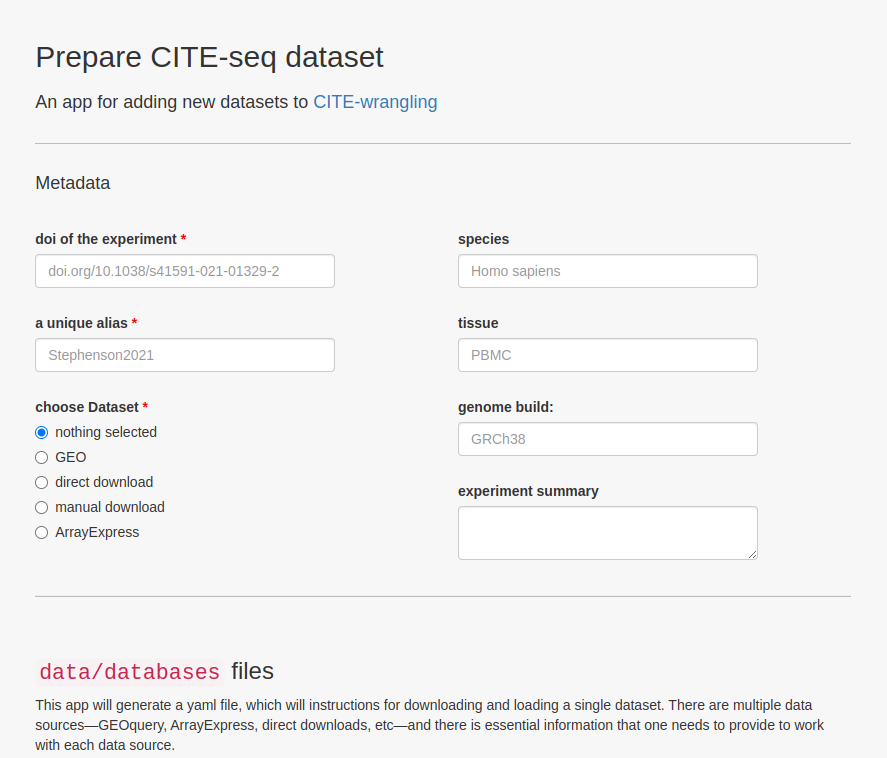 Prepare CITE-seq dataset
An app for adding new datasets to CITE-wrangling
Metadata
doi of the experiment *
doi.org/10.1038/s41591-021-01329-2
a unique alias *
Stephenson2021
choose Dataset *
nothing selected
GEO
direct download
manual download
ArrayExpress
species
Homo sapiens
tissue
PBMC
genome build:
GRCh38
experiment summary
data/databases files
This app will generate a yaml file, which will instructions for downloading and loading a single dataset. There are multiple data
sources—GEOquery, ArrayExpress, direct downloads, etc—and there is essential information that one needs to provide to work
with each data source.